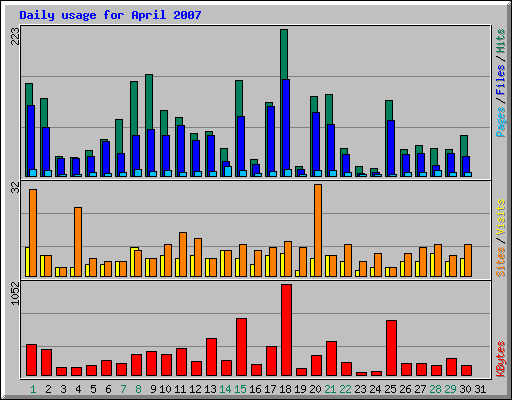 Daily usage for April 2007
223
Pages / Files / Hits
32
Sites / Visits
1052
KBytes
1 2 3 4 5 6 7 8 9 10 11 12 13 14 15 16 17 18 19 20 21 22 23 24 25 26 27 28 29 30 31